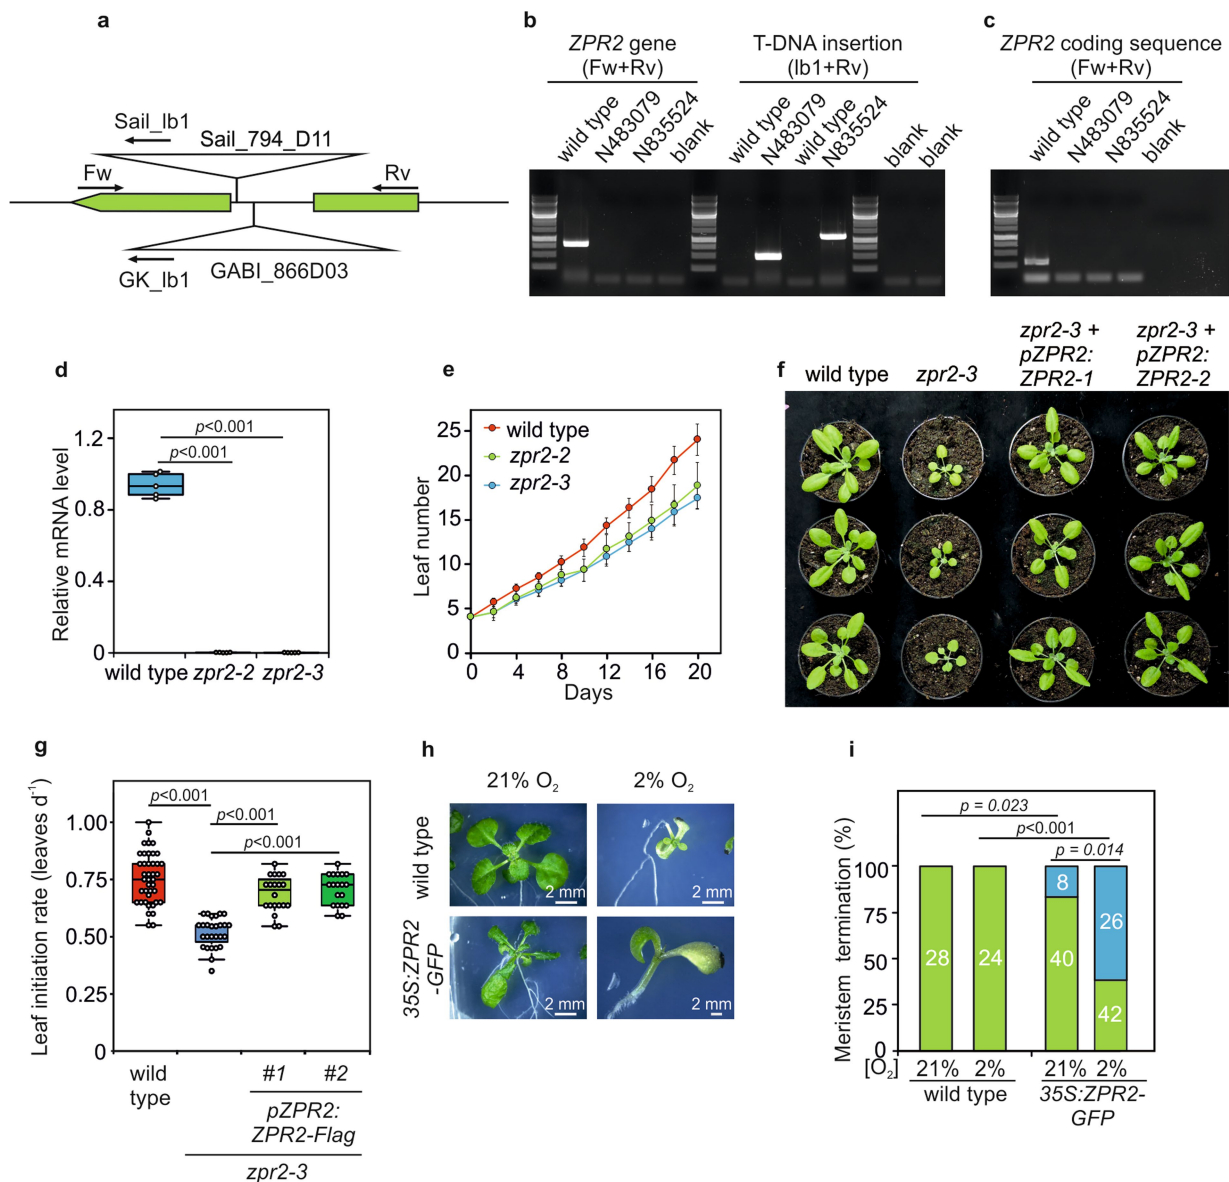 a
Sail_lb1
Sail_794_D11
Fw
Rv
GK_lb1
GABI_866D03
b
ZPR2 gene
(Fw+Rv)
T-DNA insertion
(lb1+Rv)
wild type
N483079
N835524
blank
wild type
N483079
wild type
N835524
blank
blank
c
ZPR2 coding sequence
(Fw+Rv)
wild type
N483079
N835524
blank
d
Relative mRNA level
1.2
0.8
0.4
0
p<0.001
p<0.001
wild type zpr2-2 zpr2-3
e
Leaf number
25
20
15
10
5
0
wild type
zpr2-2
zpr2-3
0 4 8 12 16 20
Days
f
wild type
zpr2-3
zpr2-3 +
pZPR2:
ZPR2-1
zpr2-3 +
pZPR2:
ZPR2-2
g
Leaf initiation rate (leaves d⁻¹)
1.00
0.75
0.50
0.25
0
p<0.001
p<0.001
p<0.001
wild
type
#1 #2
pZPR2:
ZPR2-Flag
zpr2-3
h
21% O₂
2% O₂
wild type
2 mm
2 mm
35S:ZPR2
-GFP
2 mm
2 mm
i
Meristem termination (%)
100
75
50
25
0
p = 0.023
p<0.001
p = 0.014
28
24
8
40
26
42
[O₂] 21% 2% 21% 2%
wild type
35S:ZPR2-
GFP